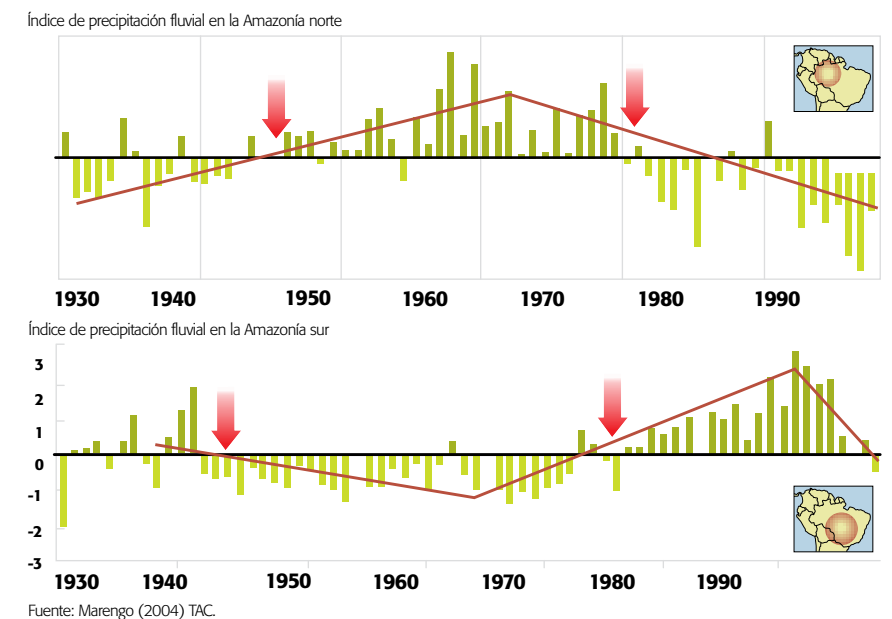 Índice de precipitación fluvial en la Amazonía norte
1930 1940 1950 1960 1970 1980 1990
Índice de precipitación fluvial en la Amazonía sur
3
2
1
0
-1
-2
-3
1930 1940 1950 1960 1970 1980 1990
Fuente: Marengo (2004) TAC.